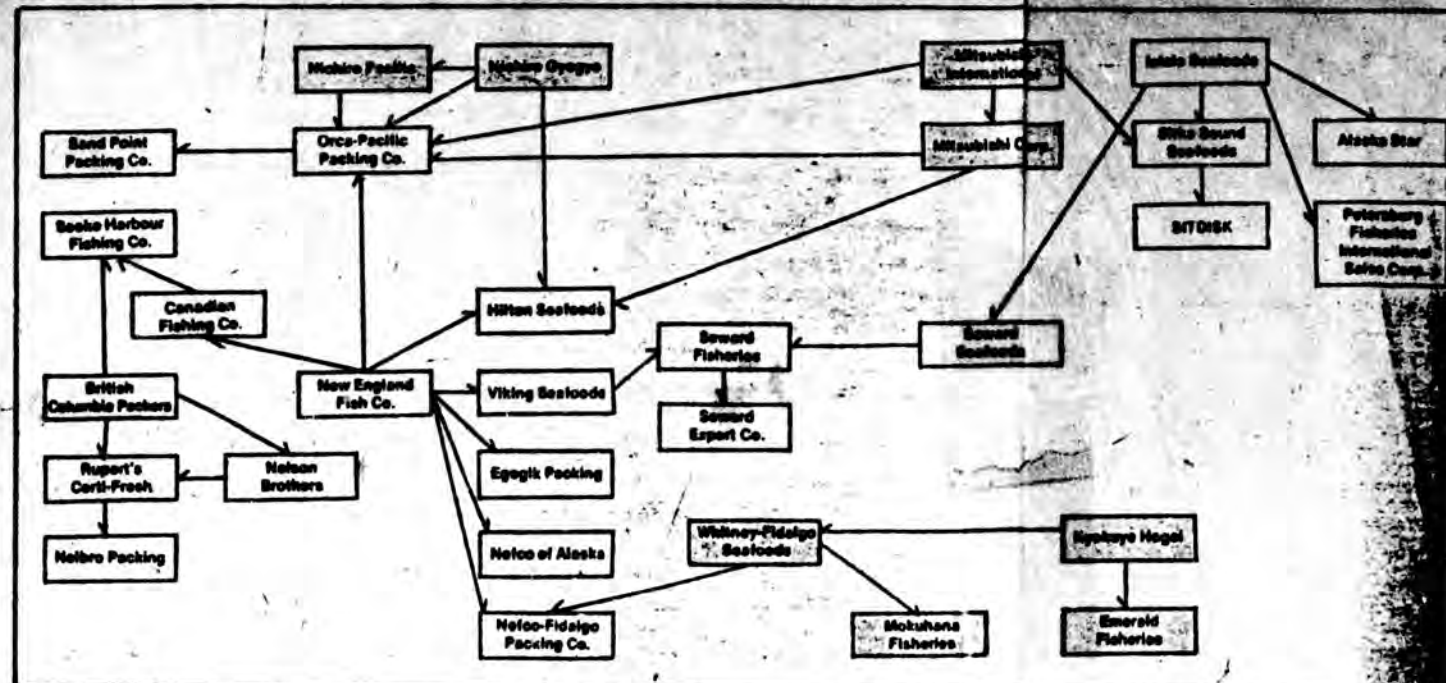 Nichiro Pacific
Nichiro Gyogyo
Mitsubishi
International
Seafoods
Sand Point
Packing Co.
Orca-Pacific
Packing Co.
Mitsubishi Corp.
Sitka Sound
Seafoods
Alaska Star
Sooke Harbour
Fishing Co.
SITDISK
Petersburg
Fisheries
International
Sales Corp.
Canadian
Fishing Co.
Hilton Seafoods
Seward
Fisheries
Seward
Seafoods
British
Columbia Packers
New England
Fish Co.
Viking Seafoods
Seward
Export Co.
Rupert's
Certi-Fresh
Nelson
Brothers
Egegik Packing
Nelbro Packing
Nefco of Alaska
Whitney-Fidalgo
Seafoods
Kyokuyo Hogei
Nefco-Fidalgo
Packing Co.
Mokuhana
Fisheries
Emerald
Fisheries